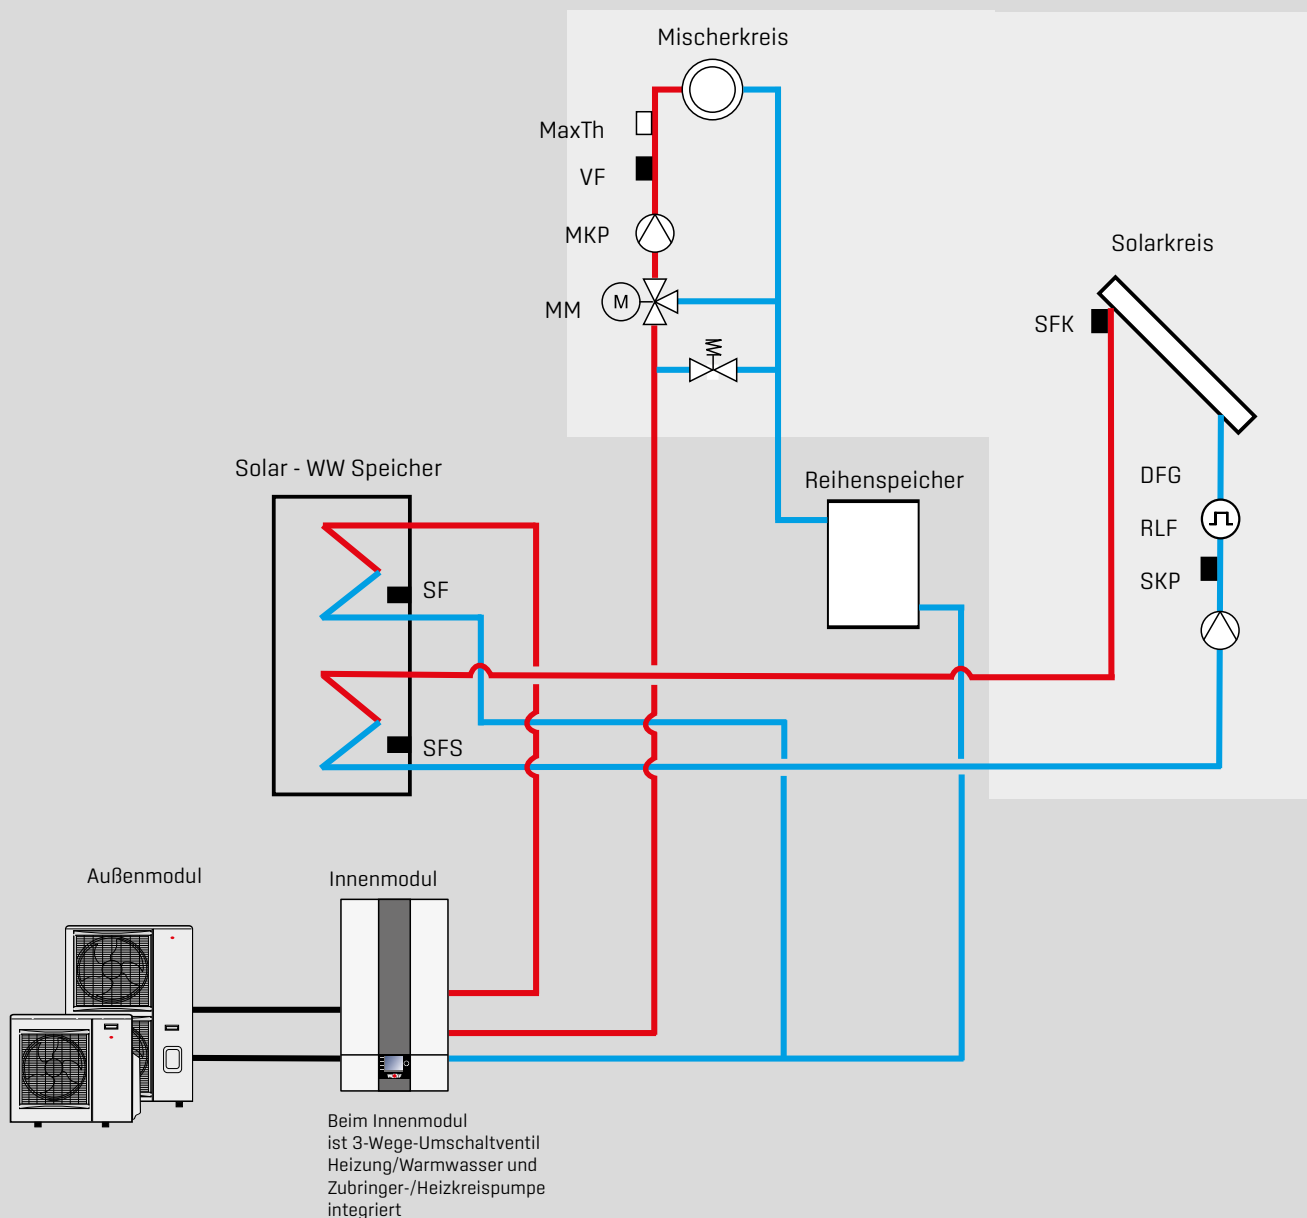 Mischerkreis
MaxTh
VF
MKP
MM
M
Solarkreis
SFK
Solar - WW Speicher
Reihenspeicher
DFG
RLF
SKP
SF
SFS
Außenmodul
Innenmodul
Beim Innenmodul
ist 3-Wege-Umschaltventil
Heizung/Warmwasser und
Zubringer-/Heizkreispumpe
integriert